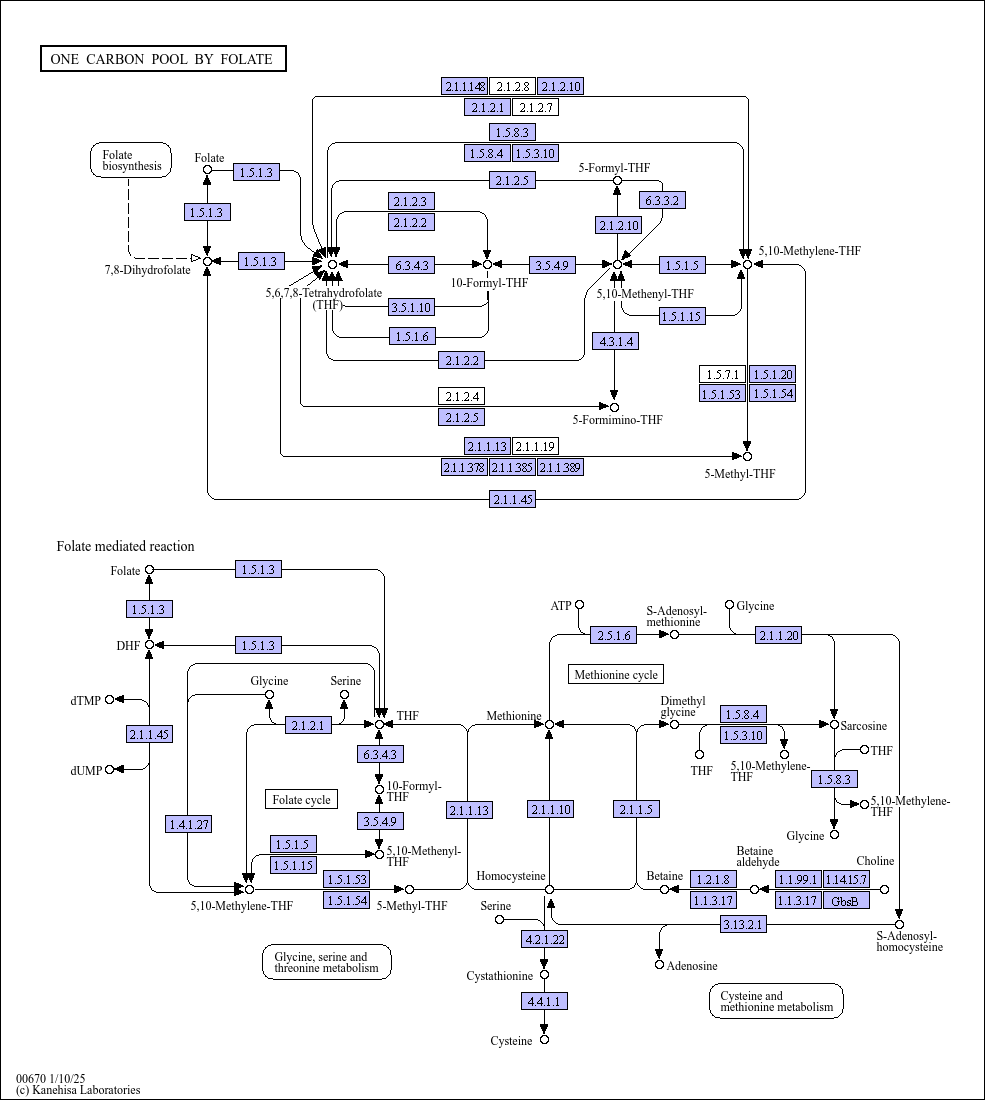 ONE CARBON POOL BY FOLATE
2.1.1.148 2.1.2.8 2.1.2.10
2.1.2.1 2.1.2.7
1.5.8.3
1.5.8.4 1.5.3.10
Folate
biosynthesis
Folate
1.5.1.3
5-Formyl-THF
2.1.2.5
6.3.3.2
2.1.2.3
2.1.2.2
1.5.1.3
2.1.2.10
5,10-Methylene-THF
7,8-Dihydrofolate
1.5.1.3
6.3.4.3
3.5.4.9
1.5.1.5
10-Formyl-THF
5,6,7,8-Tetrahydrofolate
(THF)
5,10-Methenyl-THF
3.5.1.10
1.5.1.15
1.5.1.6
4.3.1.4
2.1.2.2
1.5.7.1 1.5.1.20
1.5.1.53 1.5.1.54
2.1.2.4
2.1.2.5
5-Formimino-THF
2.1.1.13 2.1.1.19
2.1.1.378 2.1.1.385 2.1.1.389
5-Methyl-THF
2.1.1.45
Folate mediated reaction
Folate
1.5.1.3
1.5.1.3
DHF
1.5.1.3
ATP
S-Adenosyl-
methionine
Glycine
2.5.1.6
2.1.1.20
Methionine cycle
Glycine
Serine
dTMP
2.1.1.45
dUMP
2.1.2.1
THF
Methionine
Dimethyl
glycine
1.5.8.4
1.5.3.10
Sarcosine
6.3.4.3
THF
5,10-Methylene-
THF
THF
1.5.8.3
10-Formyl-
THF
Folate cycle
5,10-Methylene-
THF
1.4.1.27
3.5.4.9
2.1.1.13
2.1.1.10
2.1.1.5
Glycine
1.5.1.5
1.5.1.15
5,10-Methenyl-
THF
Betaine
aldehyde
Choline
Homocysteine
Betaine
1.5.1.53
1.5.1.54
1.2.1.8
1.1.3.17
1.1.99.1 1.14.15.7
1.1.3.17 GbsB
5,10-Methylene-THF
5-Methyl-THF
Serine
3.13.2.1
4.2.1.22
S-Adenosyl-
homocysteine
Glycine, serine and
threonine metabolism
Cystathionine
Adenosine
4.4.1.1
Cysteine and
methionine metabolism
Cysteine
00670 1/10/25
(c) Kanehisa Laboratories